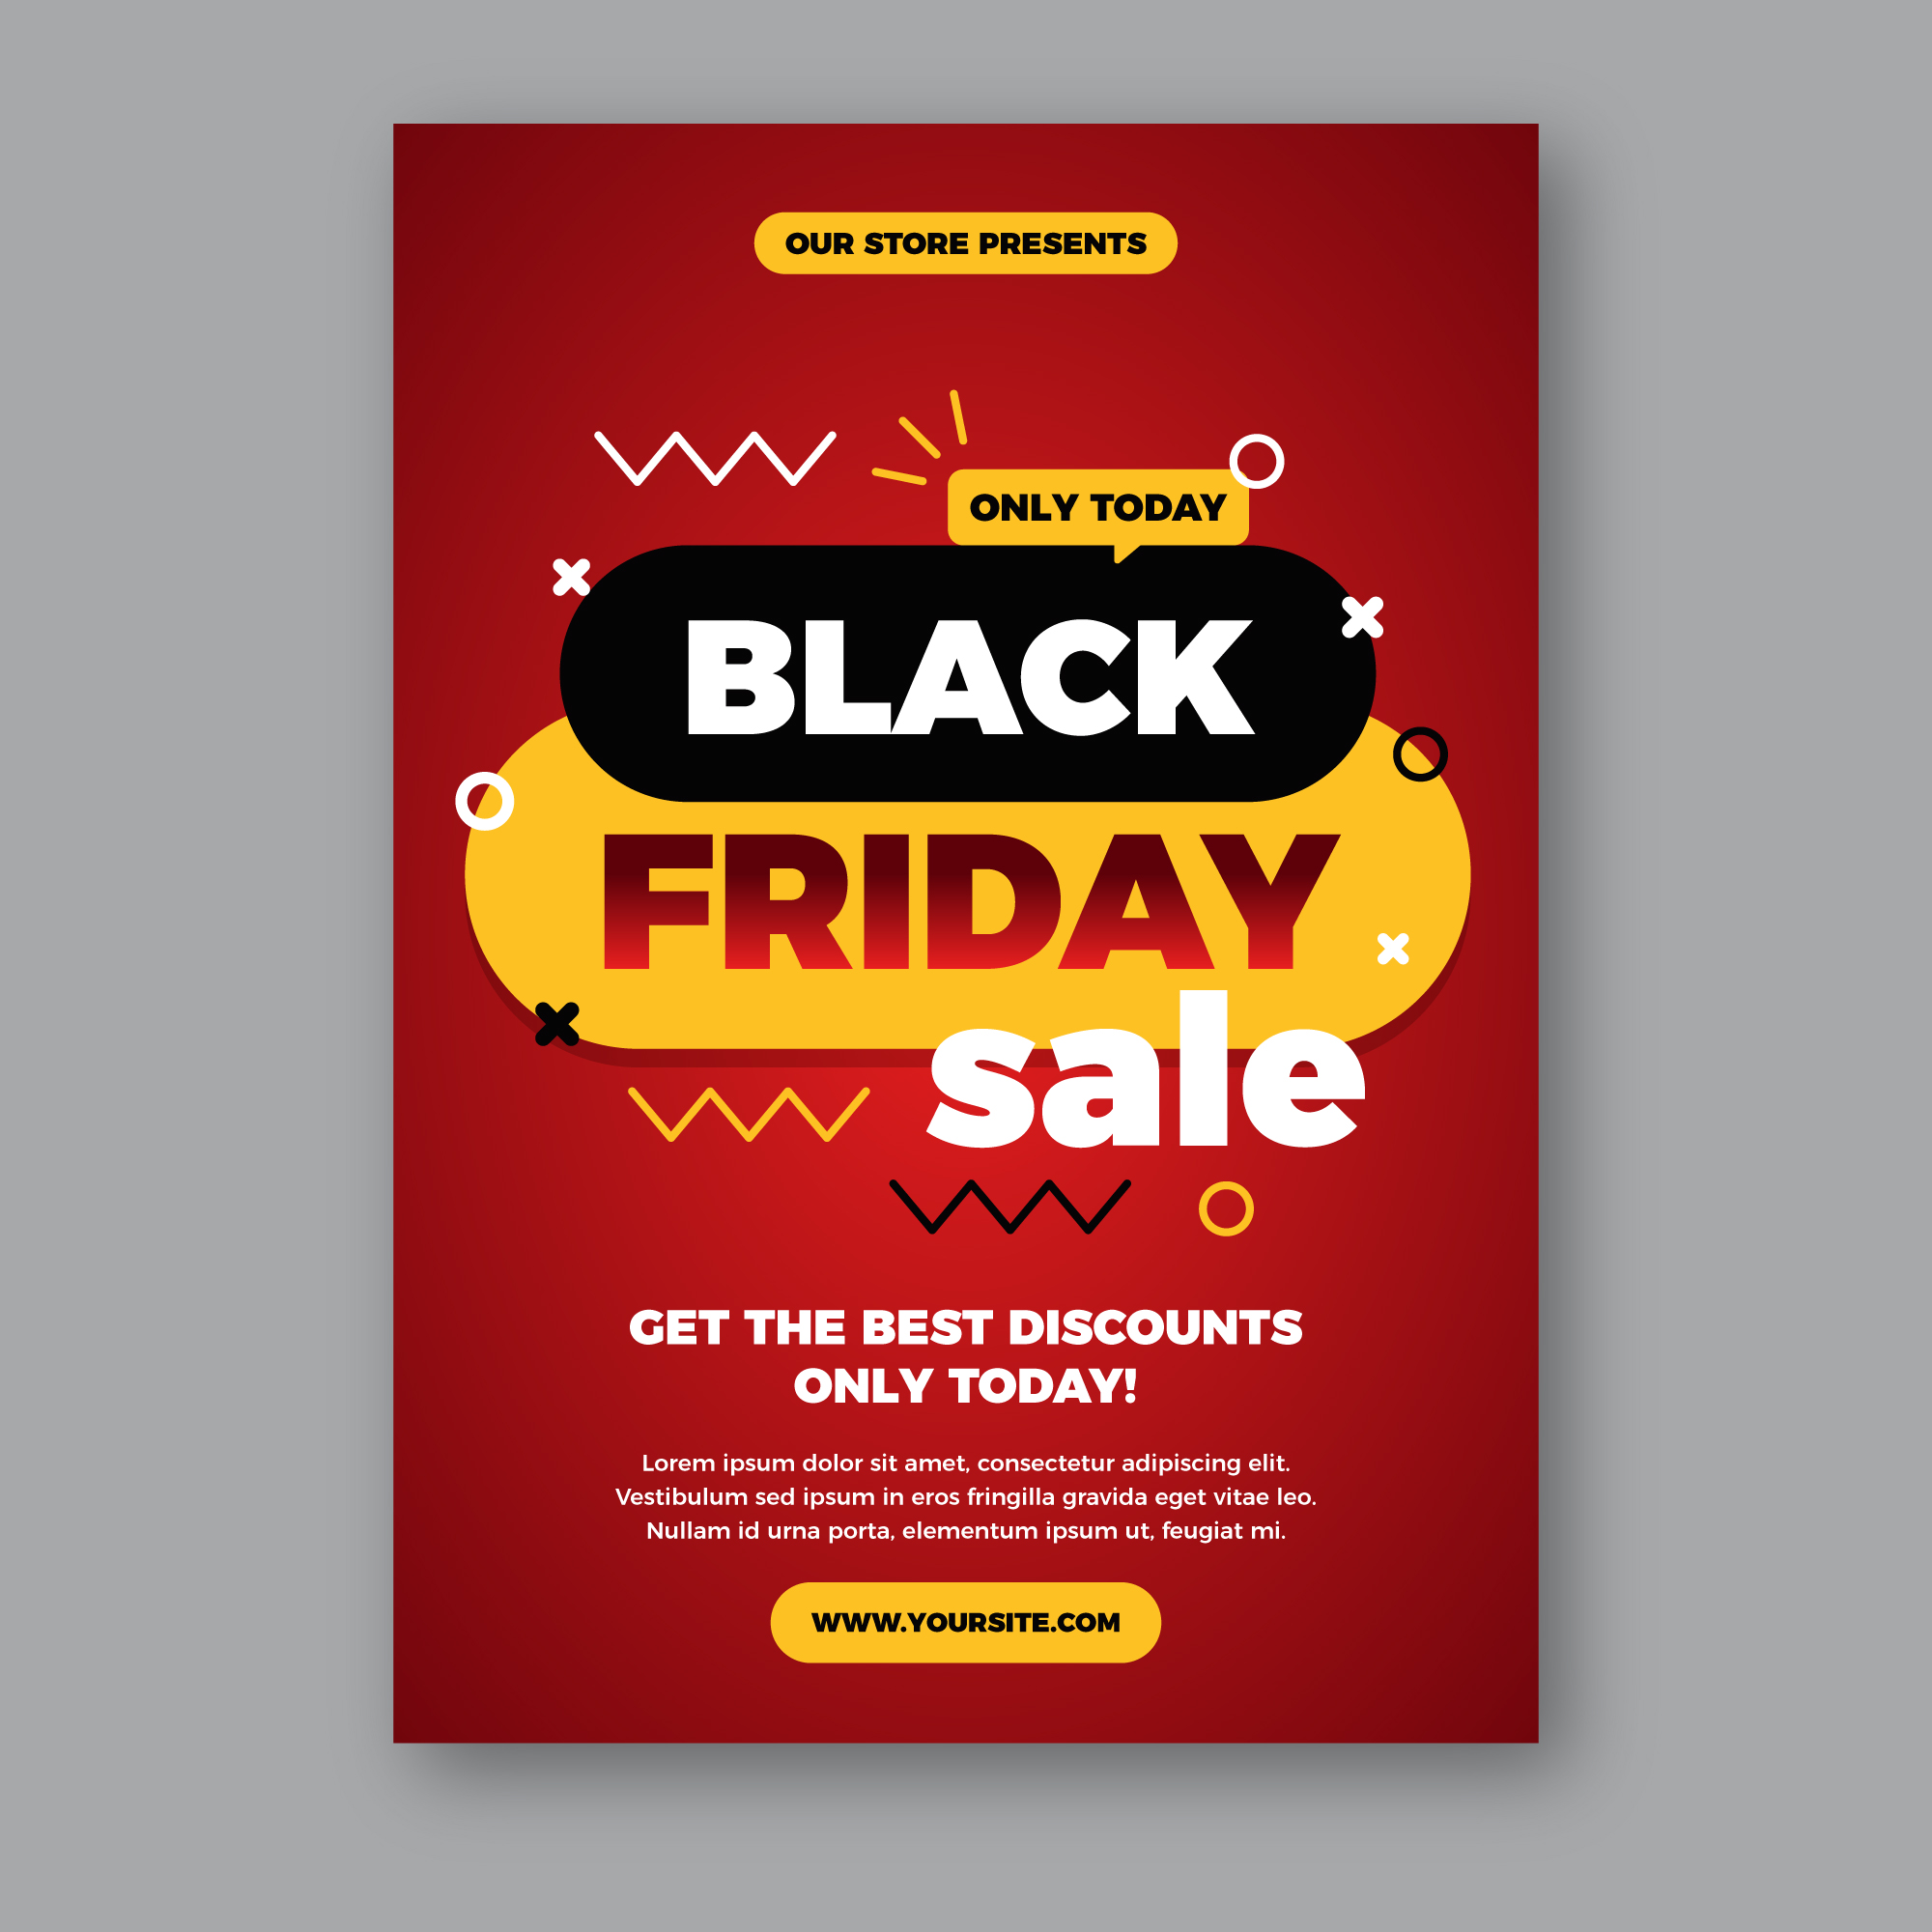 OUR STORE PRESENTS
ONLY TODAY
BLACK
FRIDAY
sale
GET THE BEST DISCOUNTS
ONLY TODAY!
Lorem ipsum dolor sit amet, consectetur adipiscing elit.
Vestibulum sed ipsum in eros fringilla gravida eget vitae leo.
Nullam id urna porta, elementum ipsum ut, feugiat mi.
WWW.YOURSITE.COM